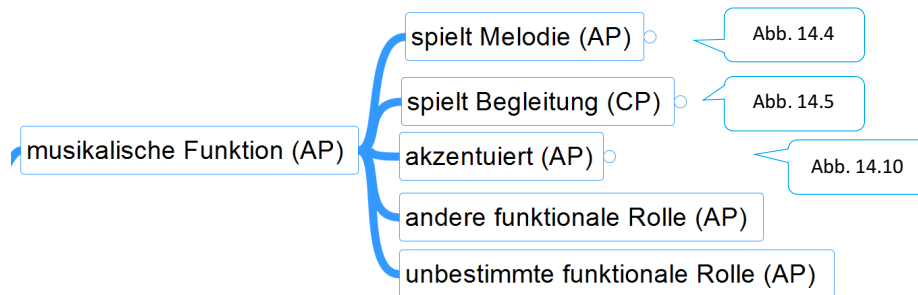 spielt Melodie (AP)
Abb. 14.4
spielt Begleitung (CP)
Abb. 14.5
musikalische Funktion (AP)
akzentuiert (AP)
Abb. 14.10
andere funktionale Rolle (AP)
unbestimmte funktionale Rolle (AP)